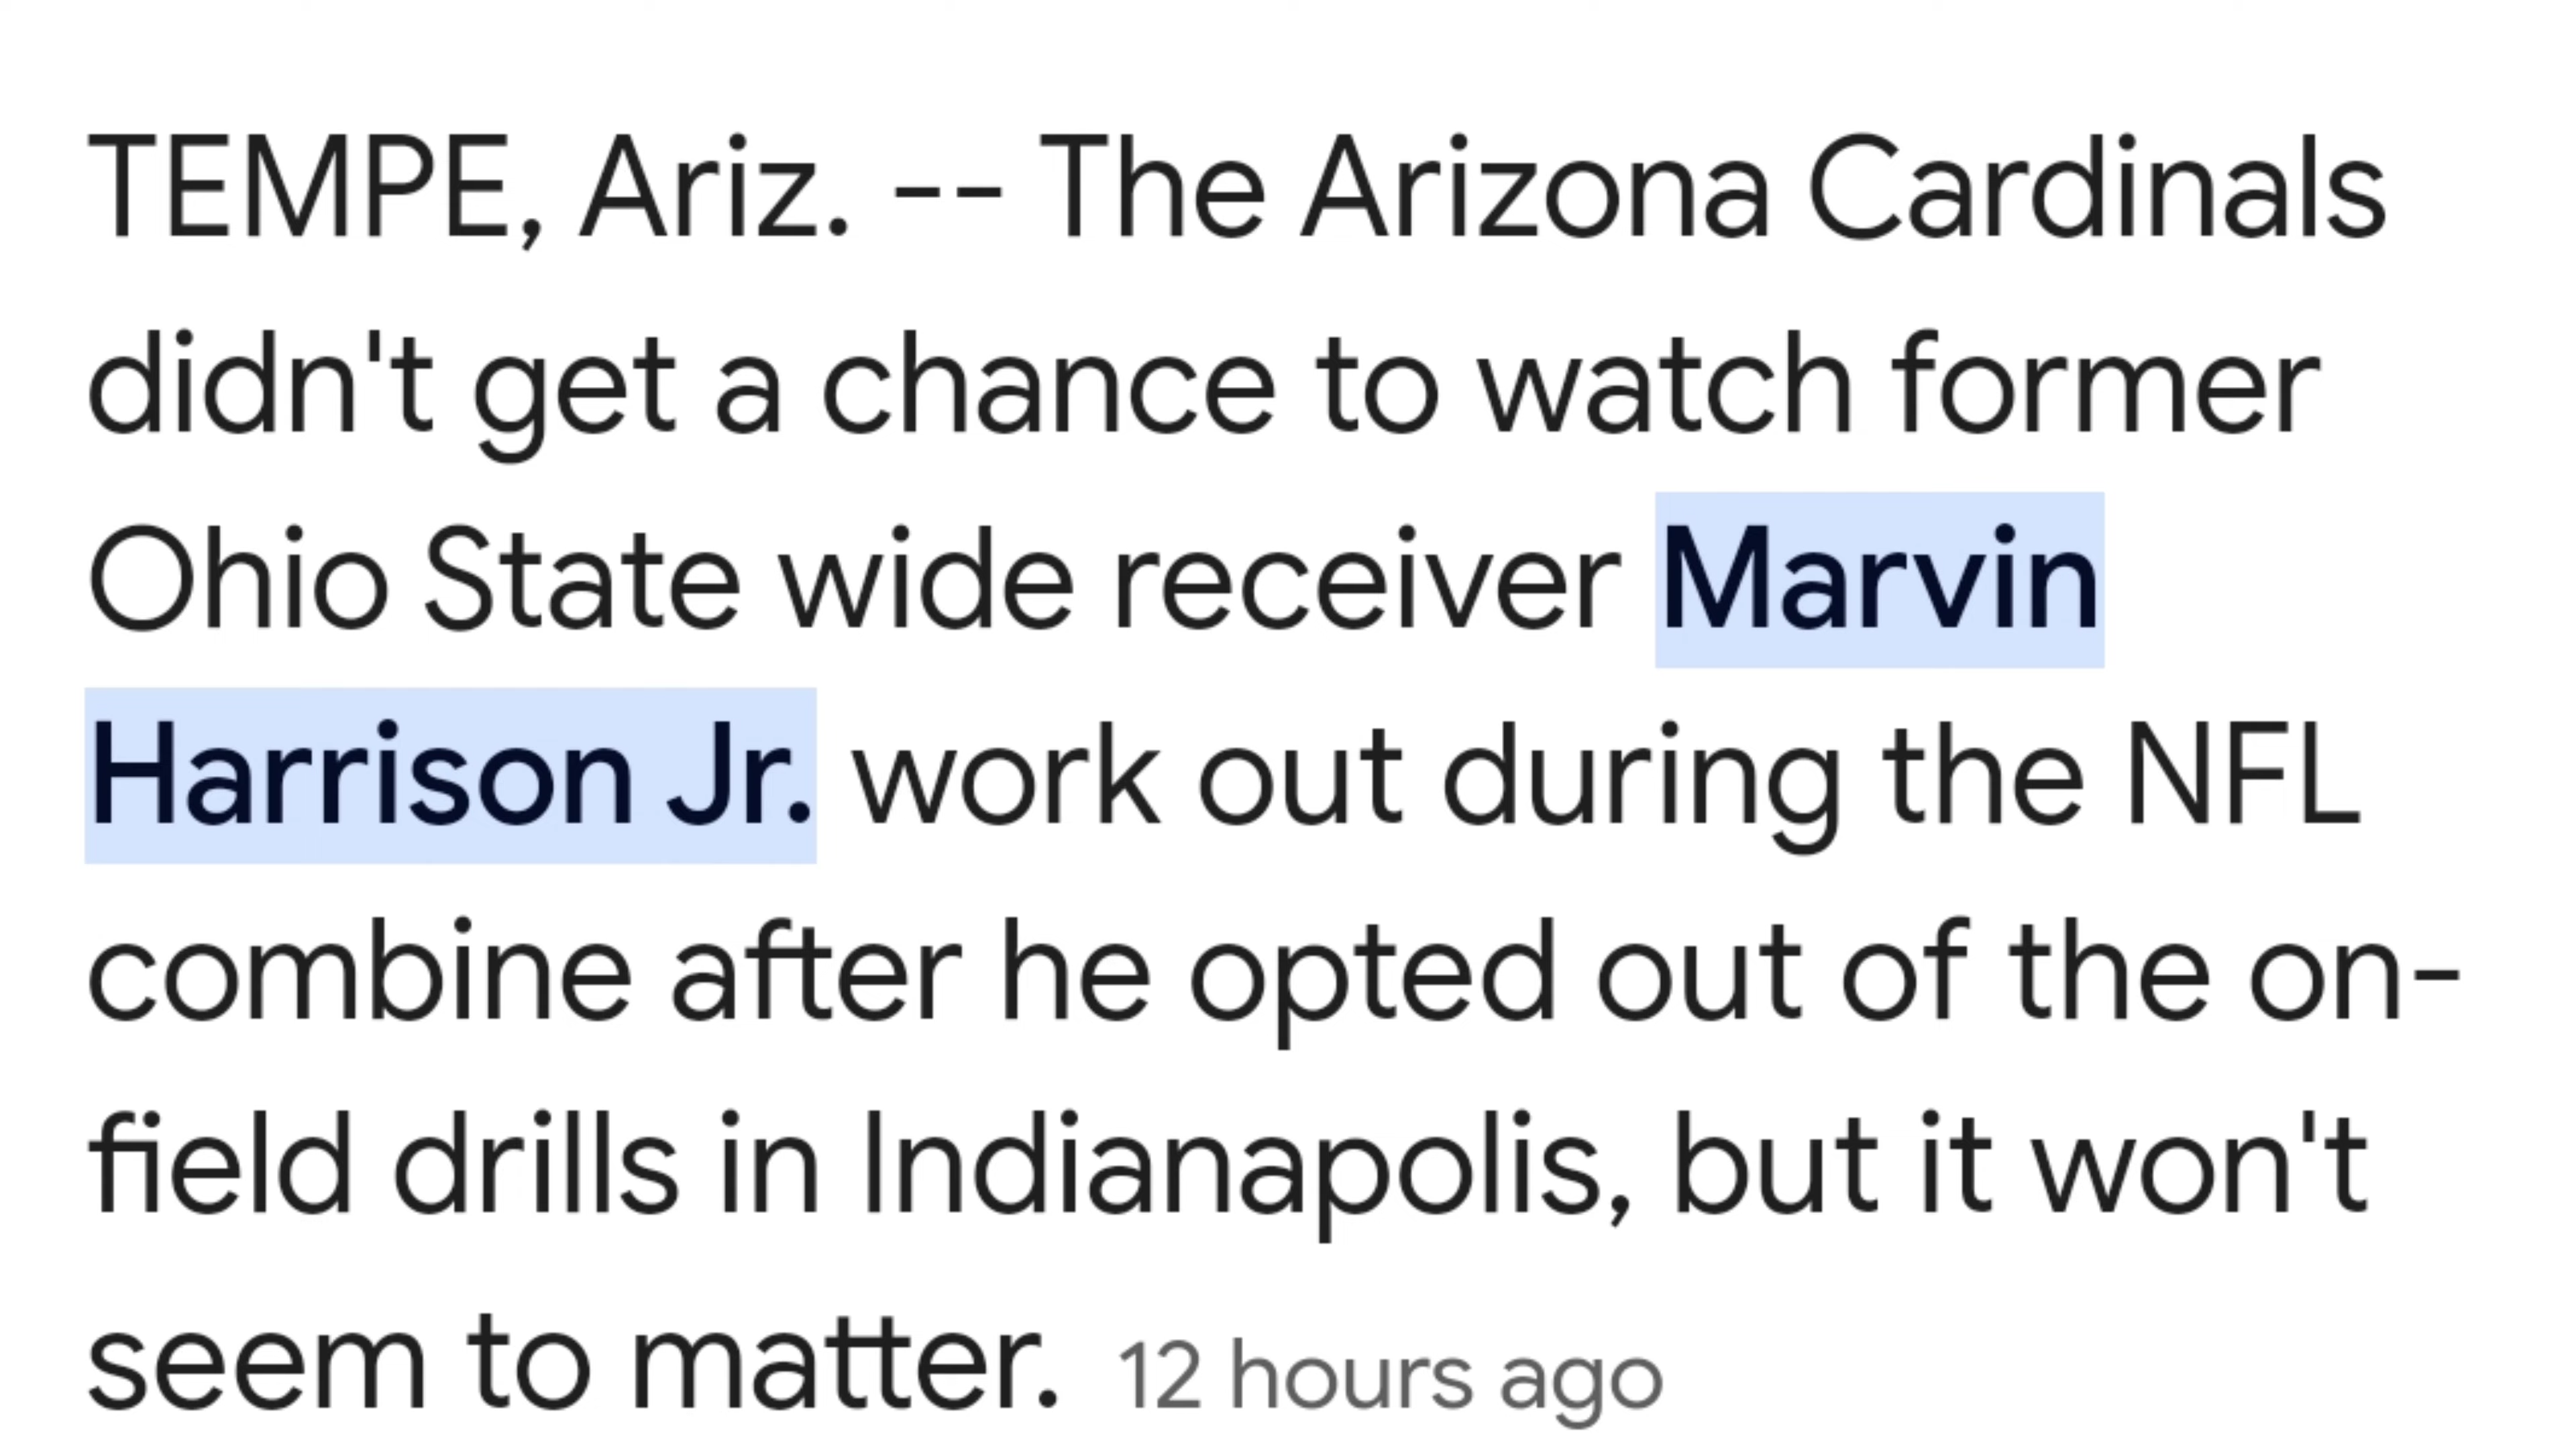 TEMPE, Ariz. -- The Arizona Cardinals
didn't get a chance to watch former
Ohio State wide receiver Marvin
Harrison Jr. work out during the NFL
combine after he opted out of the on-
field drills in Indianapolis, but it won't
seem to matter. 12 hours ago